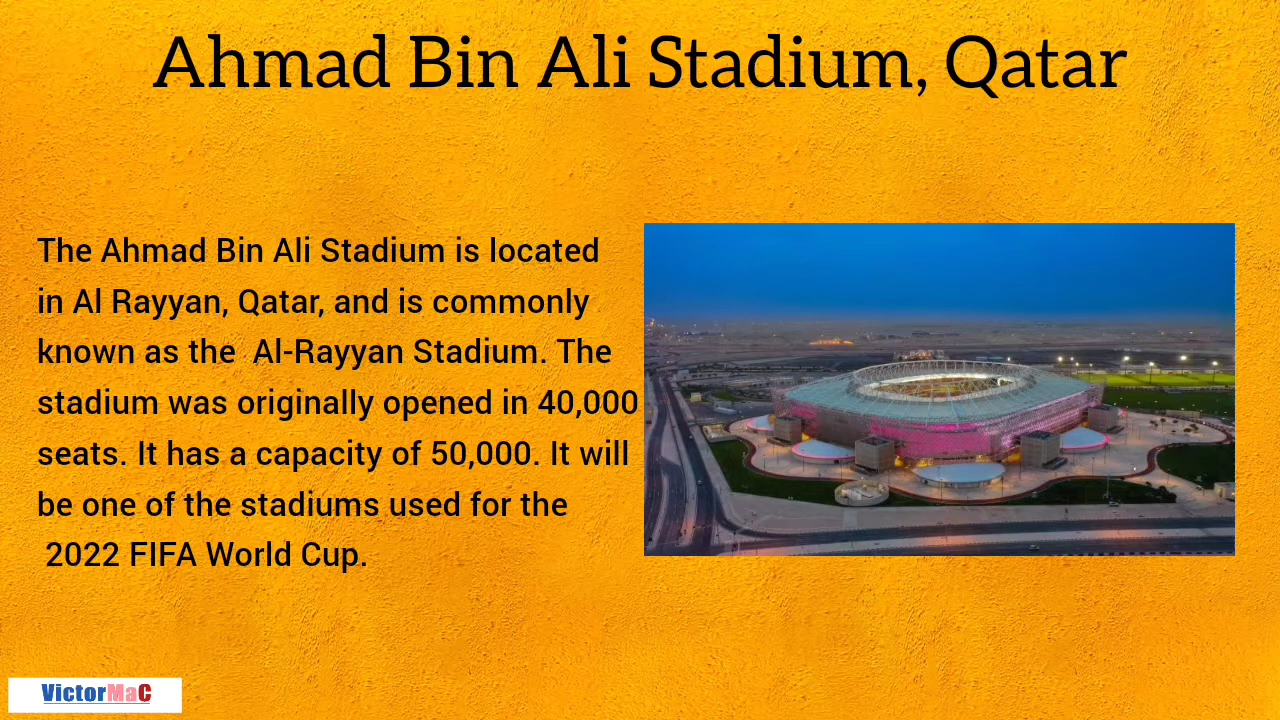 Ahmad Bin Ali Stadium, Qatar
The Ahmad Bin Ali Stadium is located
in Al Rayyan, Qatar, and is commonly
known as the  Al-Rayyan Stadium. The
stadium was originally opened in 40,000
seats. It has a capacity of 50,000. It will
be one of the stadiums used for the
2022 FIFA World Cup.
VictorMaC